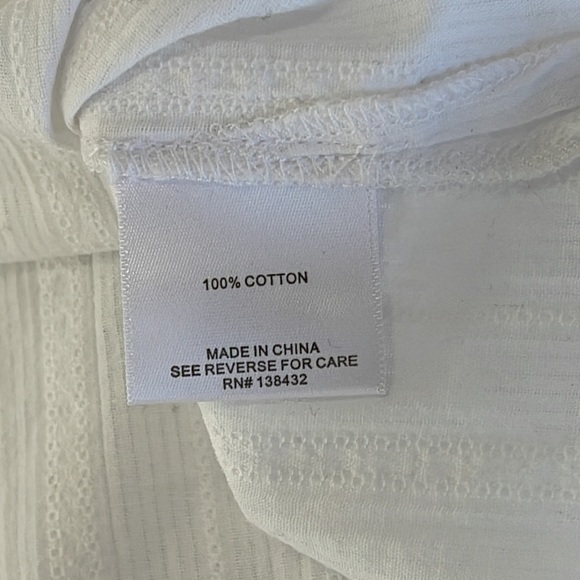 100% COTTON
MADE IN CHINA
SEE REVERSE FOR CARE
RN# 138432